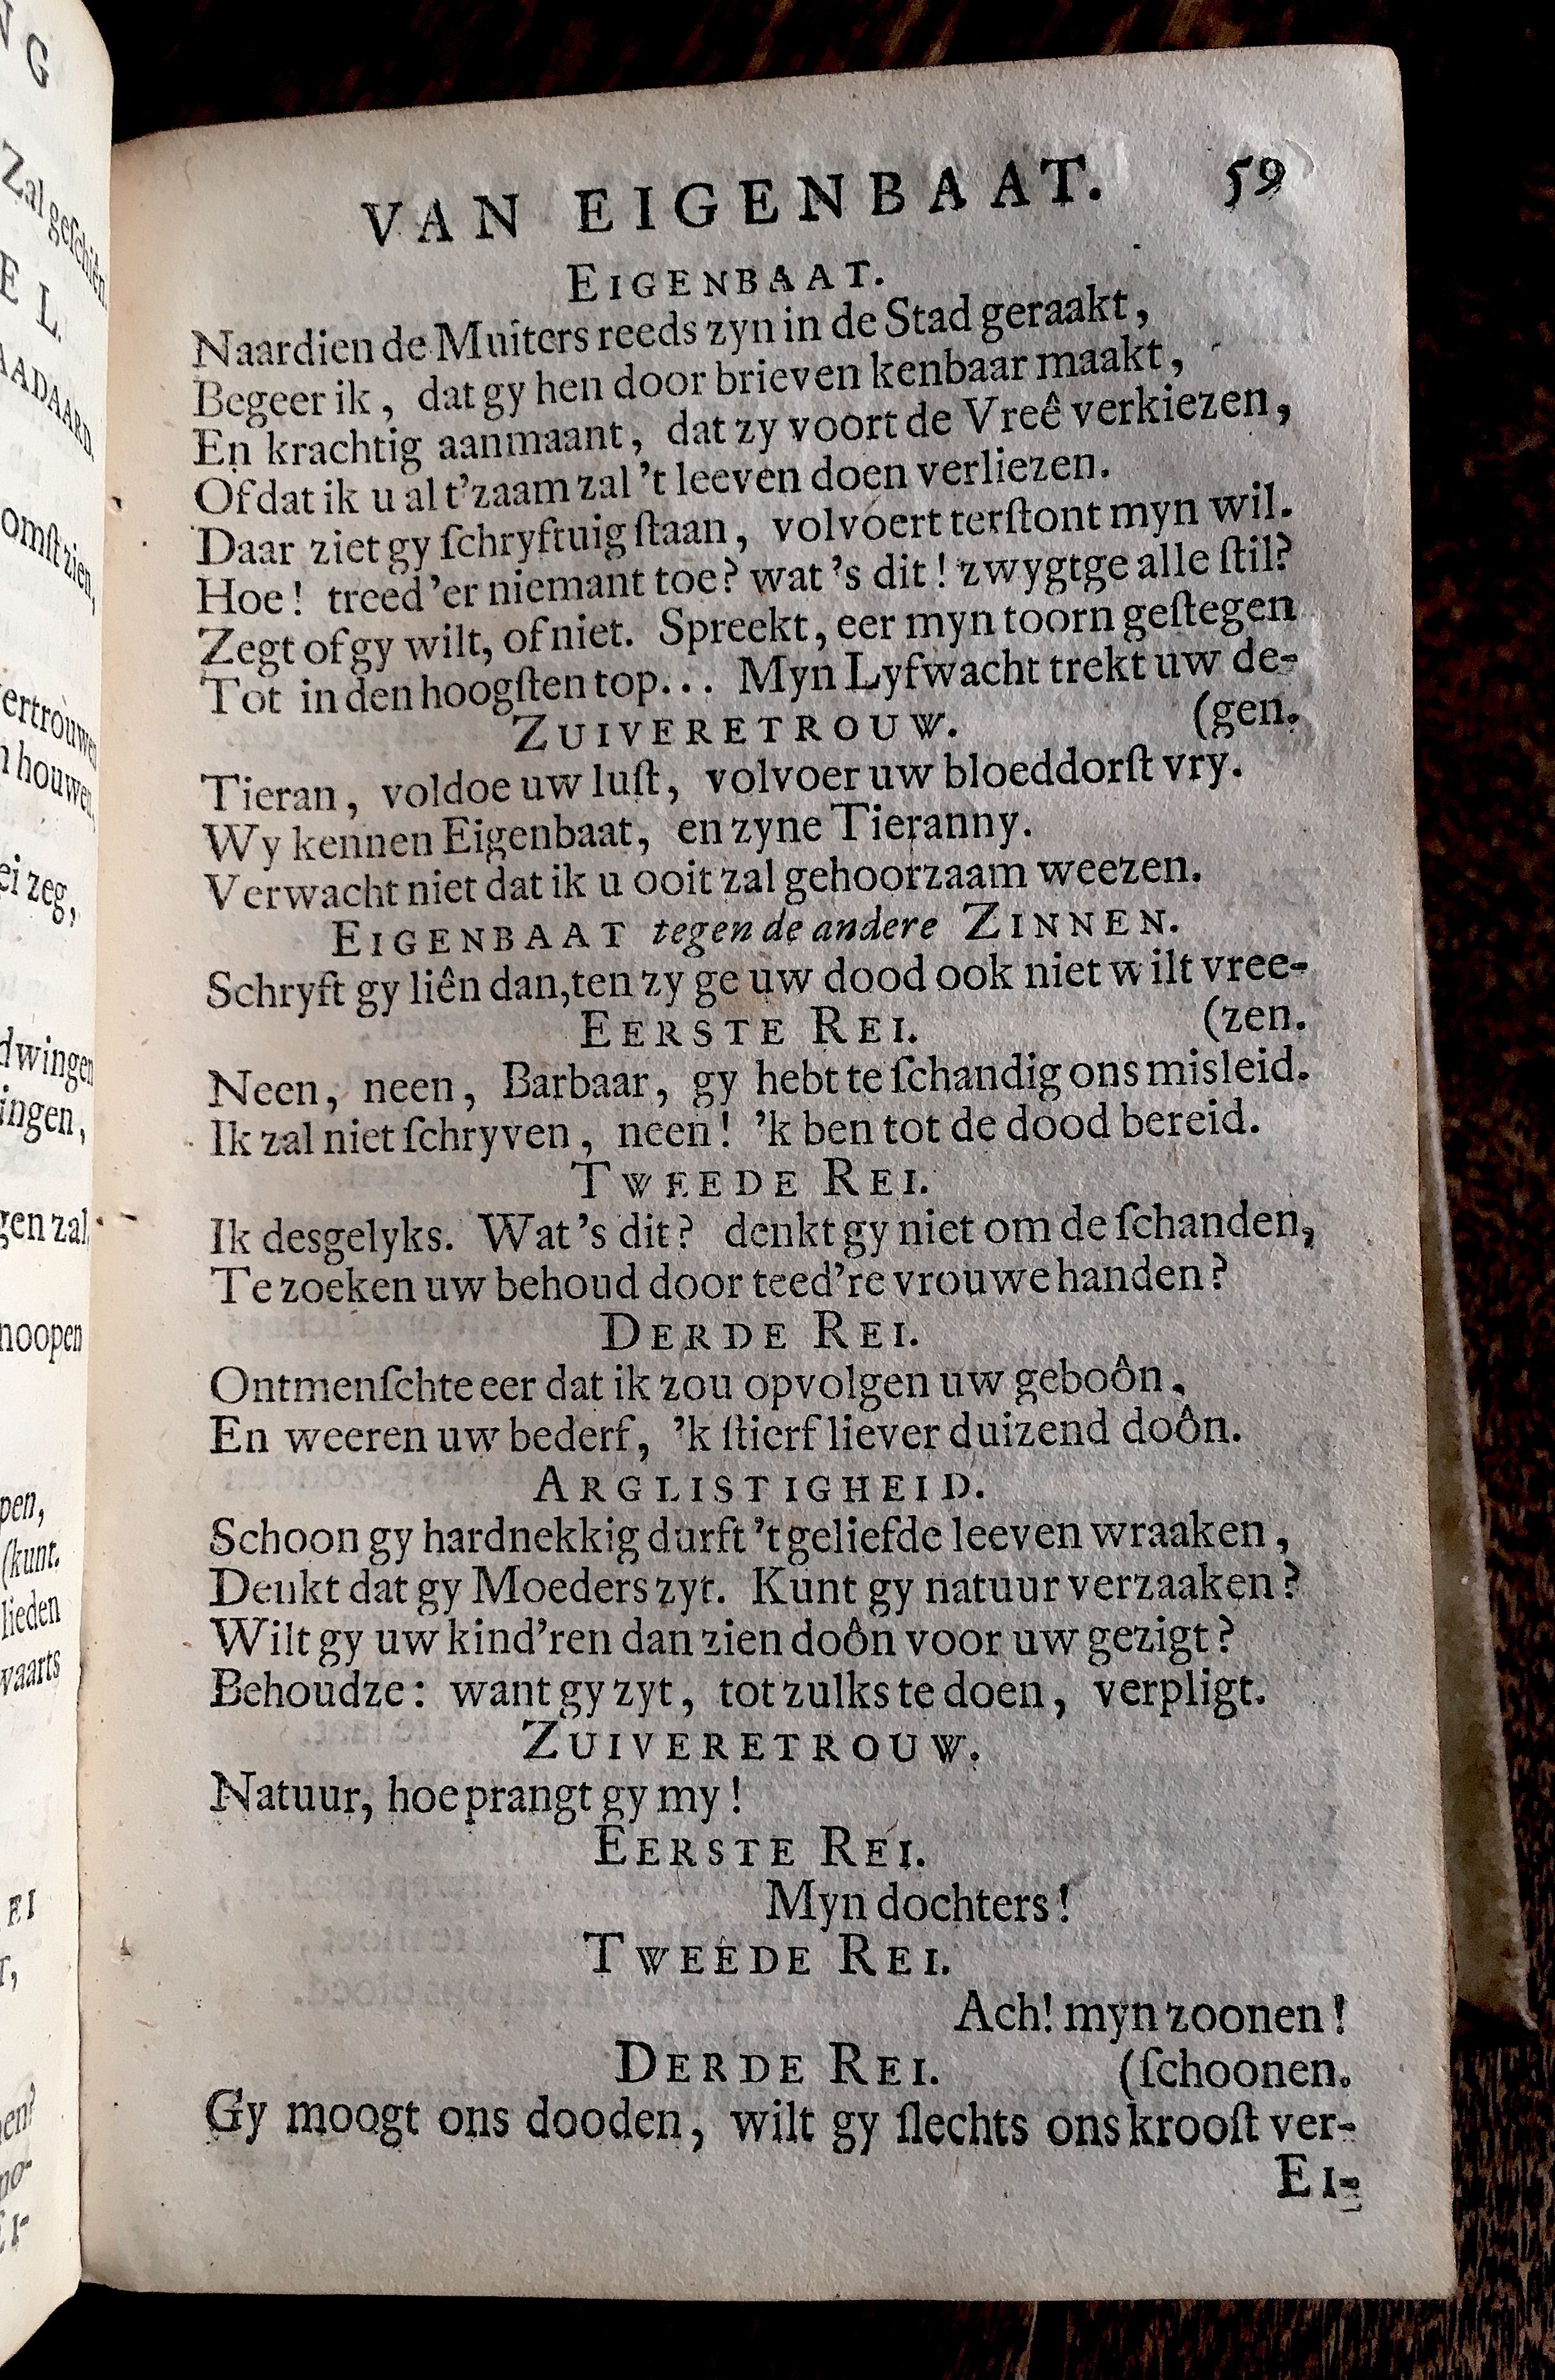 VAN EIGENBAAT. 59
EIGENBAAT.
Naardien de Muiters reeds zyn in de Stad geraakt,
Begeer ik, dat gy hen door brieven kenbaar maakt,
En krachtig aanmaant, dat zy voort de Vreê verkiezen,
Of dat ik u al t'zaam zal 't leeven doen verliezen.
Daar ziet gy ſchryftuig ſtaan, volvoert terſtont myn wil.
Hoe! treed'er niemant toe? wat 's dit! zwygtge alle ſtil?
Zegt of gy wilt, of niet. Spreekt, eer myn toorn geſtegen
Tot in den hoogſten top... Myn Lyfwacht trekt uw de-
ZUIVERETROUW. (gen.
Tieran, voldoe uw luſt, volvoer uw bloeddorſt vry.
Wy kennen Eigenbaat, en zyne Tieranny.
Verwacht niet dat ik u ooit zal gehoorzaam weezen.
EIGENBAAT tegen de andere ZINNEN.
Schryft gy liên dan, ten zy ge uw dood ook niet wilt vree-
EERSTE REI. (zen.
Neen, neen, Barbaar, gy hebt te ſchandig ons misleid.
Ik zal niet ſchryven, neen! 'k ben tot de dood bereid.
TWEEDE REI.
Ik desgelyks. Wat 's dit? denkt gy niet om de ſchanden,
Te zoeken uw behoud door teed're vrouwehanden?
DERDE REI.
Ontmenſchte eer dat ik zou opvolgen uw geboôn,
En weeren uw bederf, 'k ſtierf liever duizend doôn.
ARGLISTIGHEID.
Schoon gy hardnekkig durft 't geliefde leeven wraaken,
Denkt dat gy Moeders zyt. Kunt gy natuur verzaaken?
Wilt gy uw kind'ren dan zien doôn voor uw gezigt?
Behoudze: want gy zyt, tot zulks te doen, verpligt.
ZUIVERETROUW.
Natuur, hoe prangt gy my!
EERSTE REI.
Myn dochters!
TWEEDE REI.
Ach! myn zoonen!
DERDE REI. (ſchoonen.
Gy moogt ons dooden, wilt gy ſlechts ons krooſt ver-
EI-